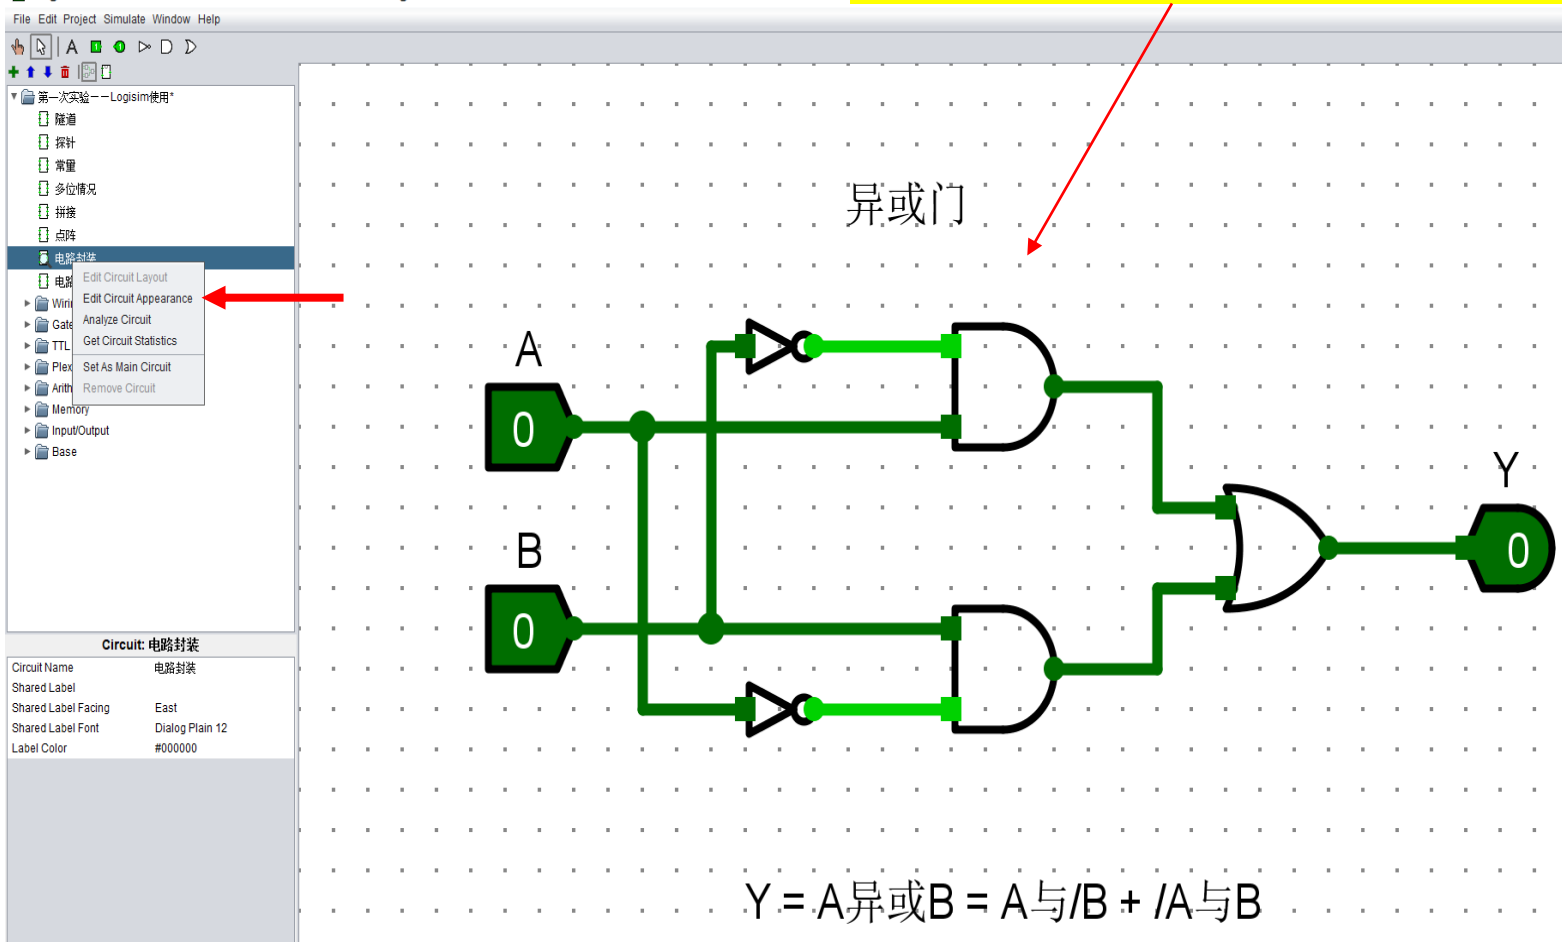 File Edit Project Simulate Window Help
A
第一次实验－－Logisim使用*
隧道
探针
常量
多位情况
拼接
点阵
电路封装
电路
Edit Circuit Layout
Edit Circuit Appearance
Analyze Circuit
Get Circuit Statistics
Set As Main Circuit
Remove Circuit
Wiri
Gate
TTL
Plex
Arith
Memory
Input/Output
Base
Circuit: 电路封装
Circuit Name 电路封装
Shared Label
Shared Label Facing East
Shared Label Font Dialog Plain 12
Label Color #000000
异或门
A
0
B
0
Y
0
Y = A异或B = A与/B + /A与B